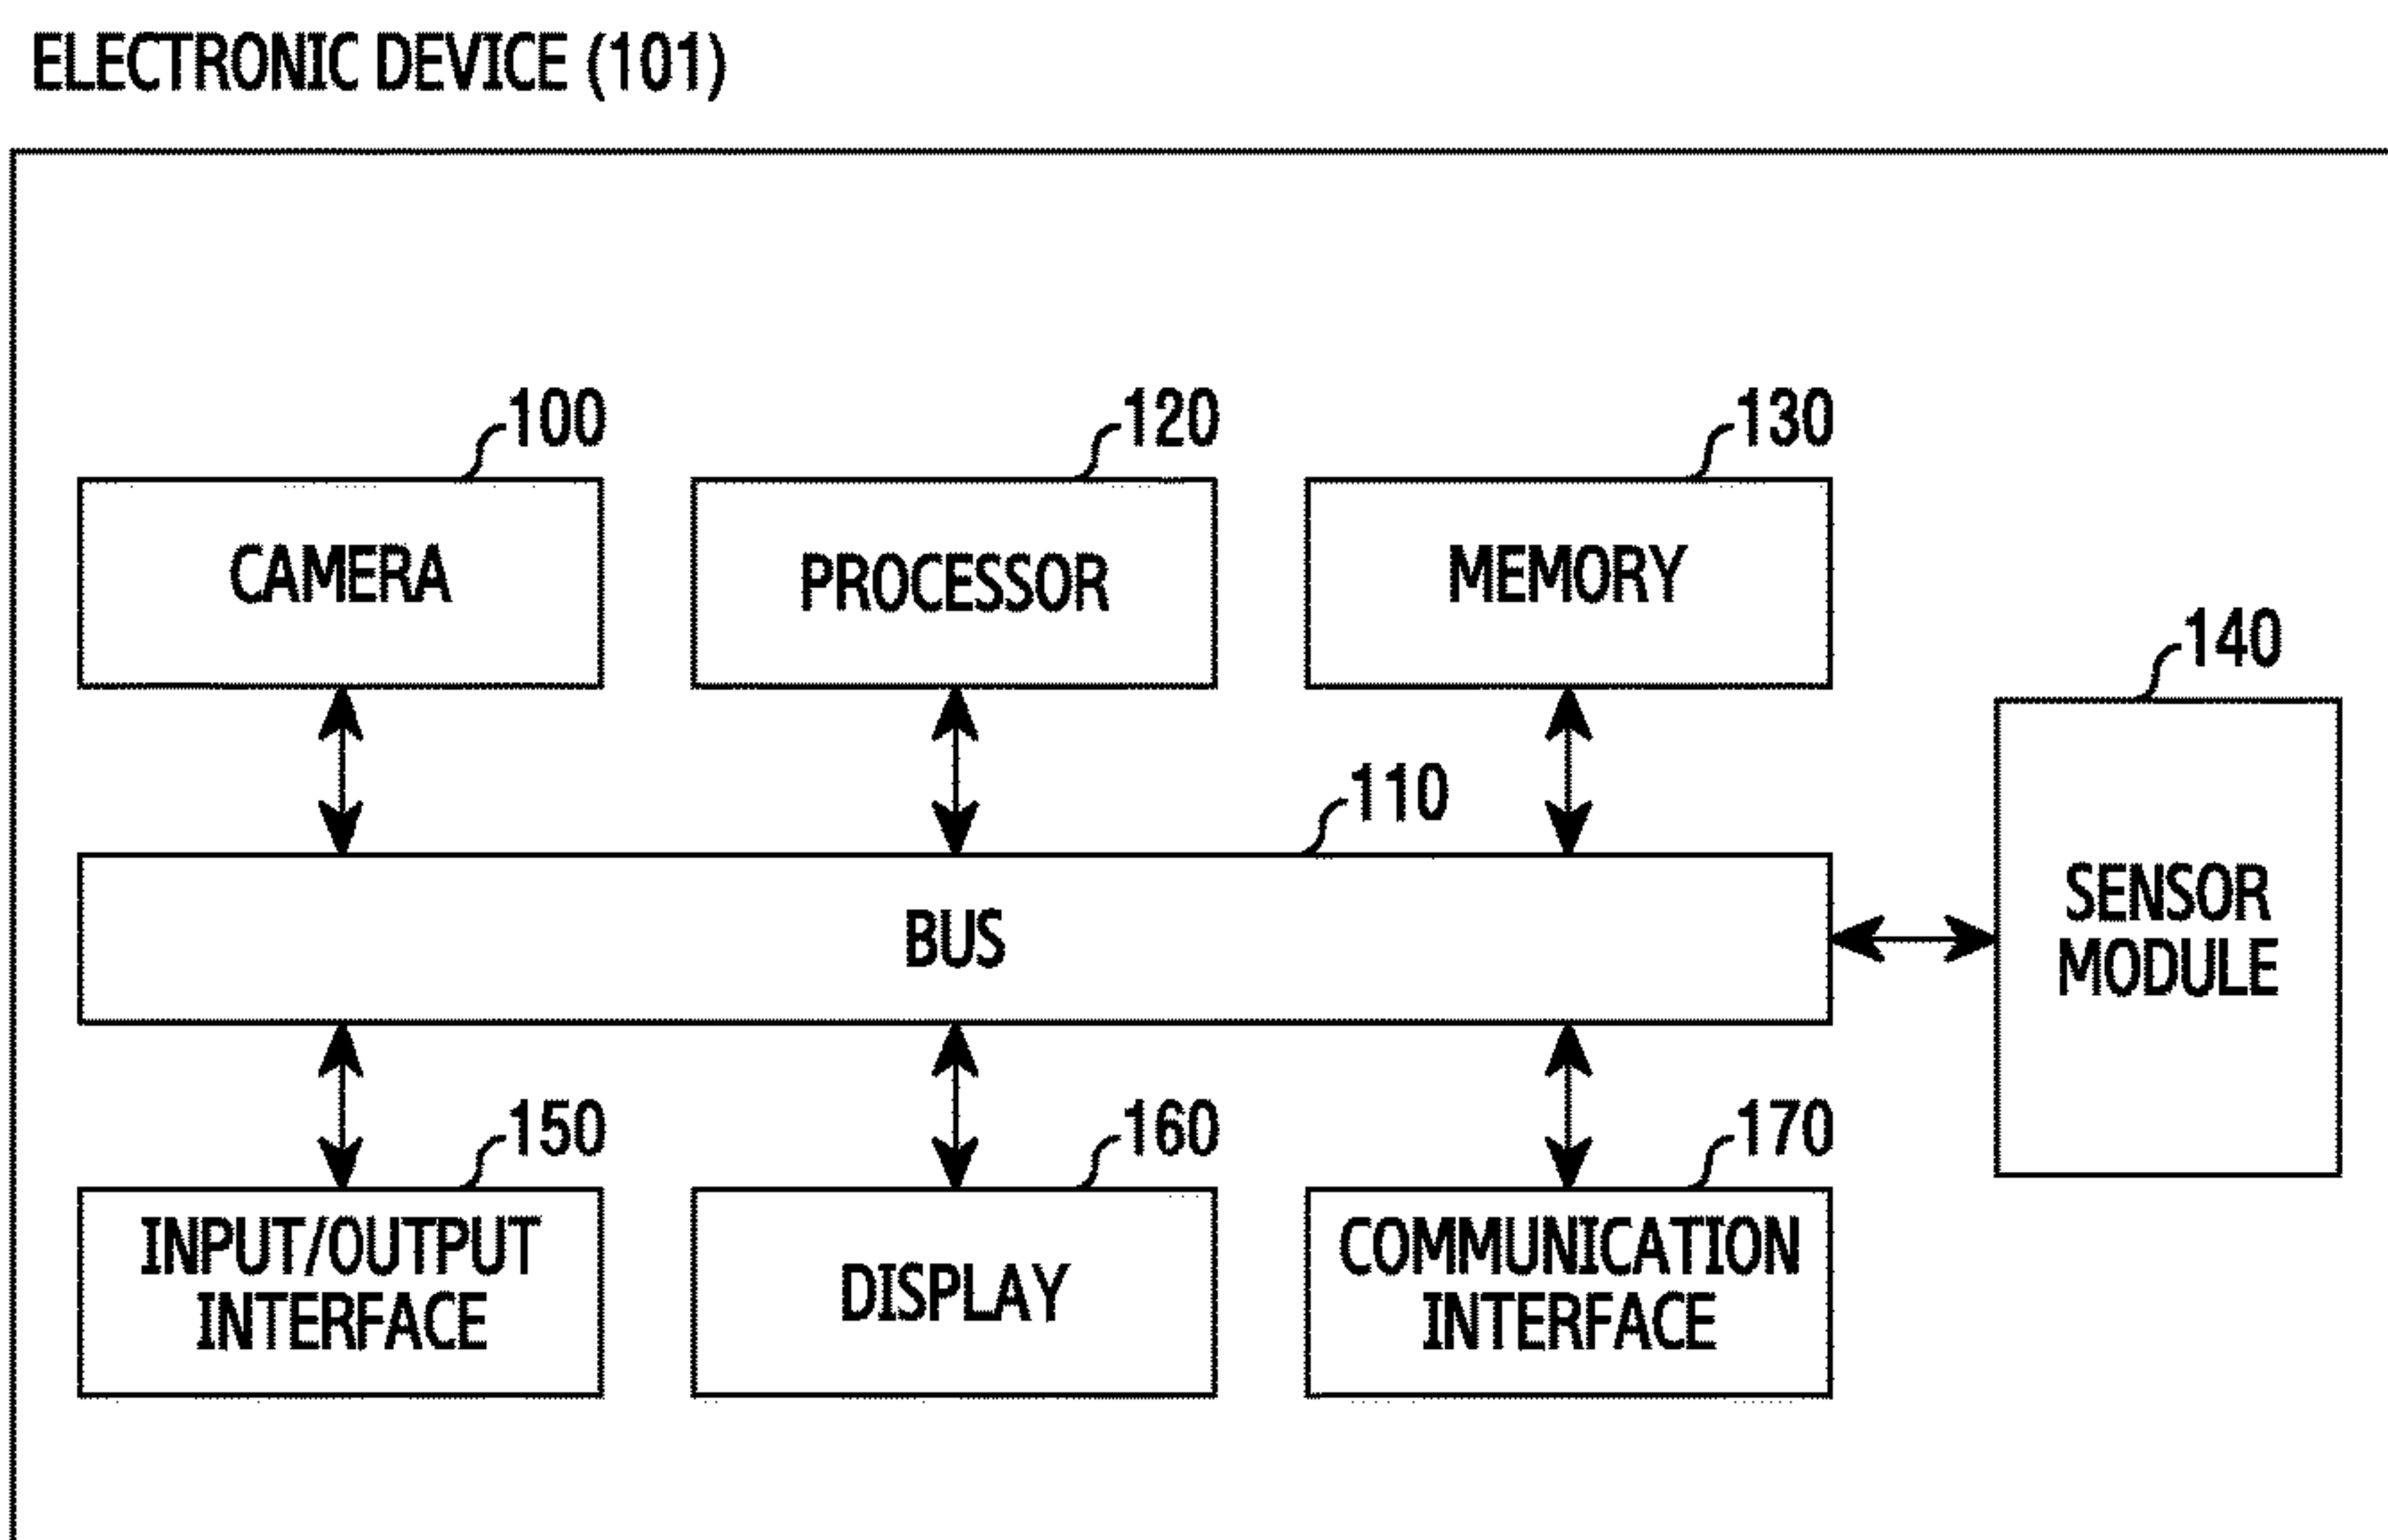 ELECTRONIC DEVICE (101)
100
120
130
CAMERA
PROCESSOR
MEMORY
140
110
BUS
SENSOR
MODULE
150
160
170
INPUT/OUTPUT
INTERFACE
DISPLAY
COMMUNICATION
INTERFACE